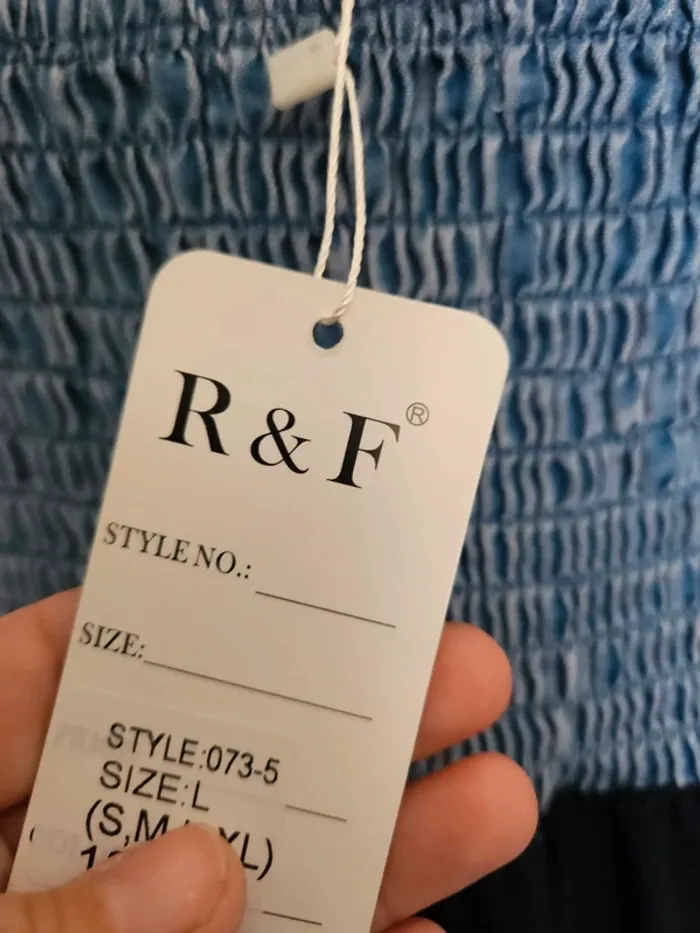 R & F®
STYLE NO.:
SIZE:
STYLE:073-5
SIZE:L